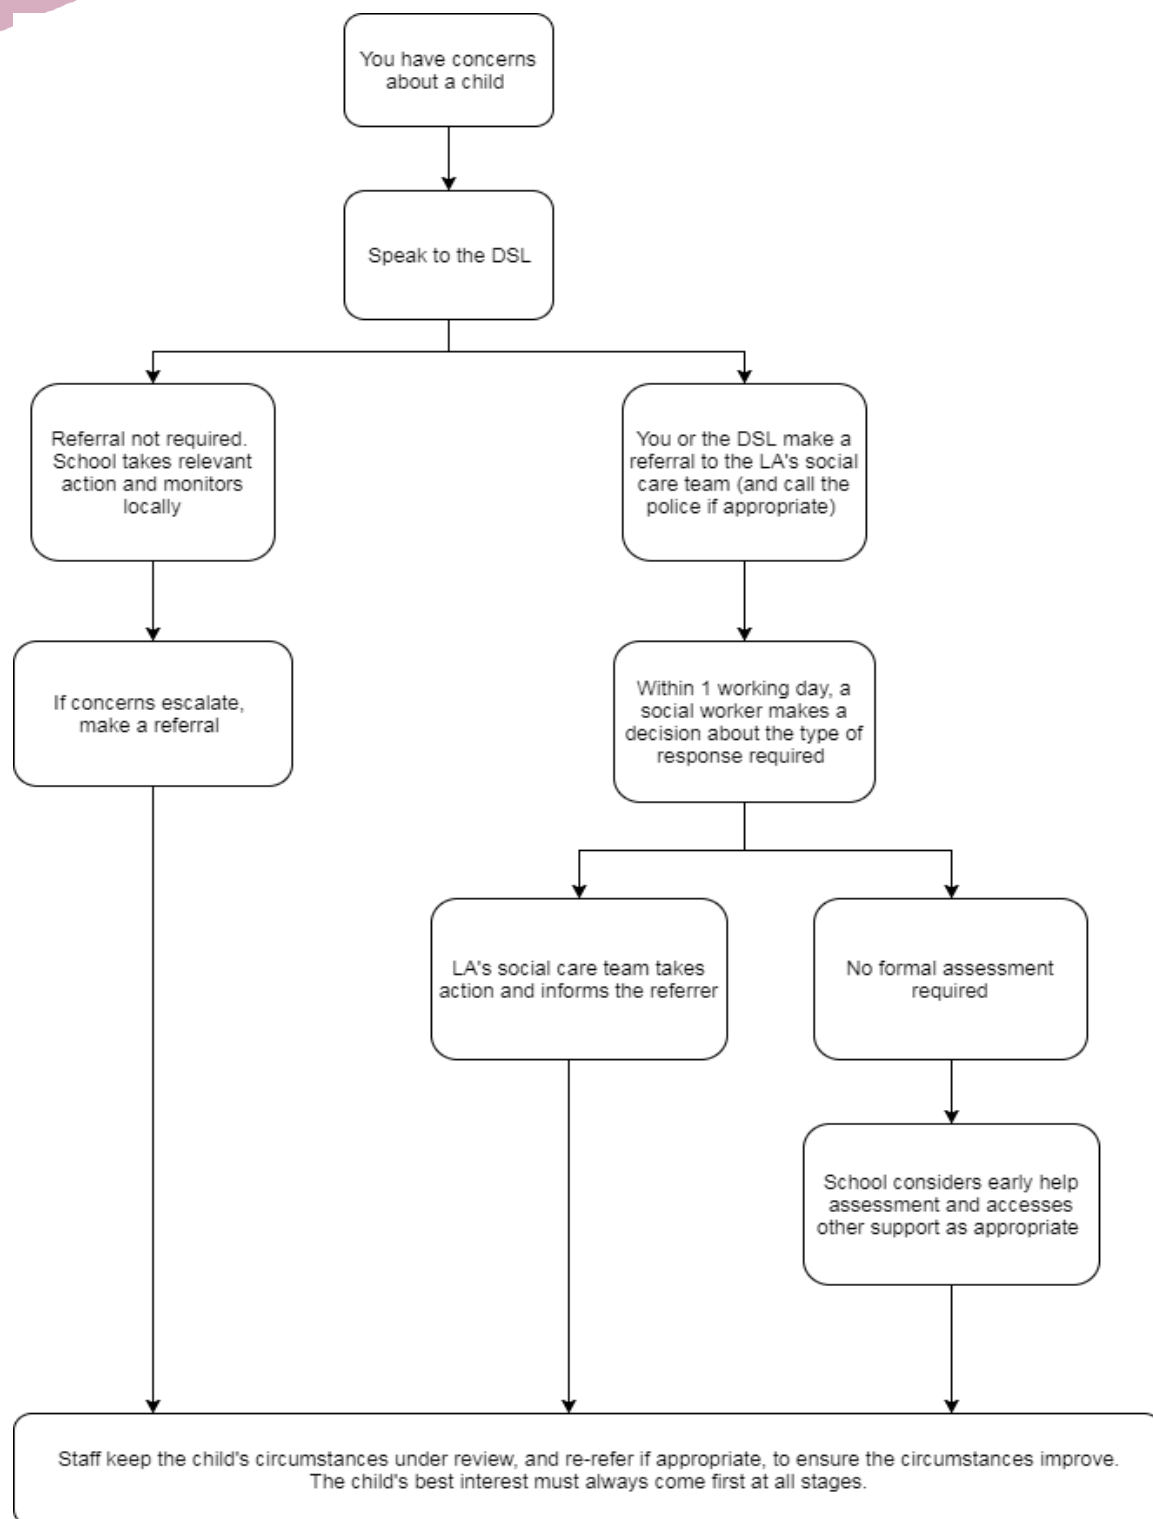 You have concerns
about a child
Speak to the DSL
Referral not required.
School takes relevant
action and monitors
locally
You or the DSL make a
referral to the LA's social
care team (and call the
police if appropriate)
If concerns escalate,
make a referral
Within 1 working day, a
social worker makes a
decision about the type of
response required
LA's social care team takes
action and informs the referrer
No formal assessment
required
School considers early help
assessment and accesses
other support as appropriate
Staff keep the child's circumstances under review, and re-refer if appropriate, to ensure the circumstances improve.
The child's best interest must always come first at all stages.